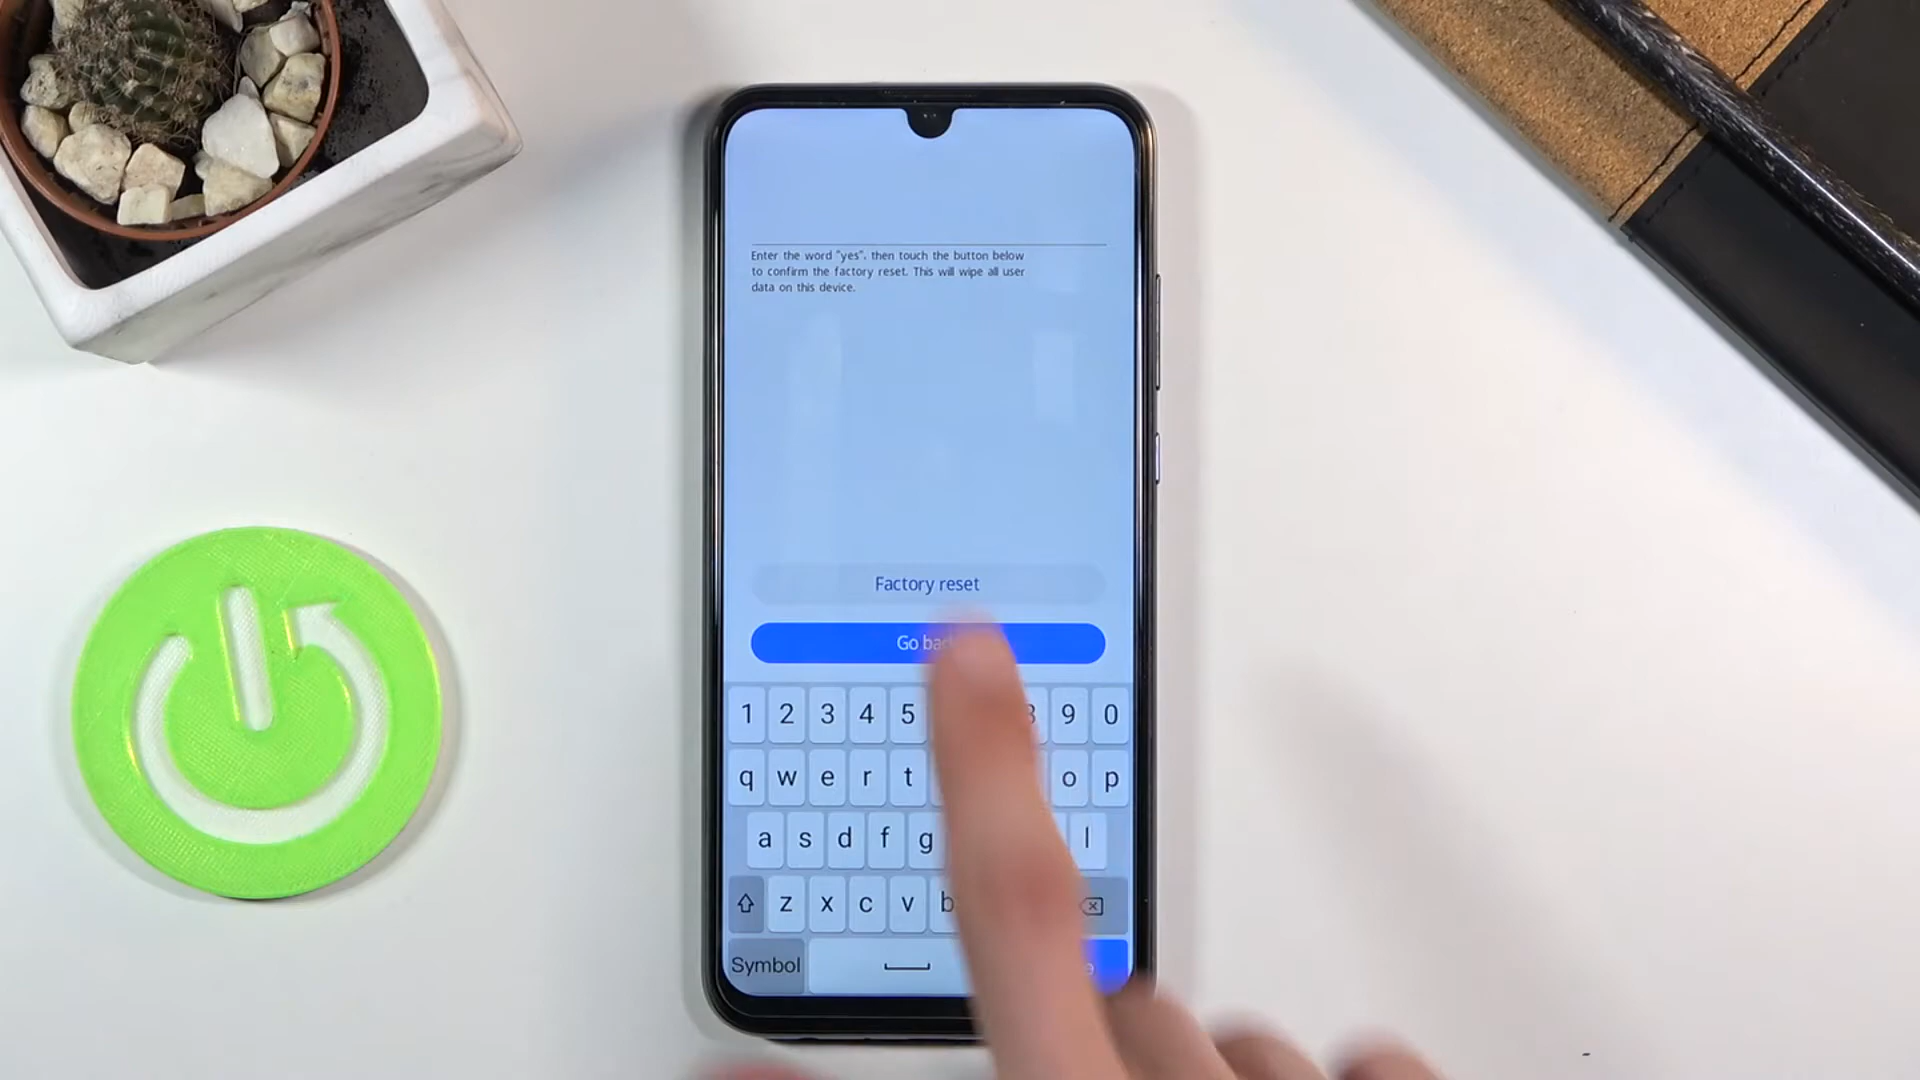 Enter the word "yes", then touch the button below
to confirm the factory reset. This will wipe all user
data on this device.
Factory reset
Go
1 2 3 4 5 9 0
q w e r t o p
a s d f g l
z x c v b
Symbol